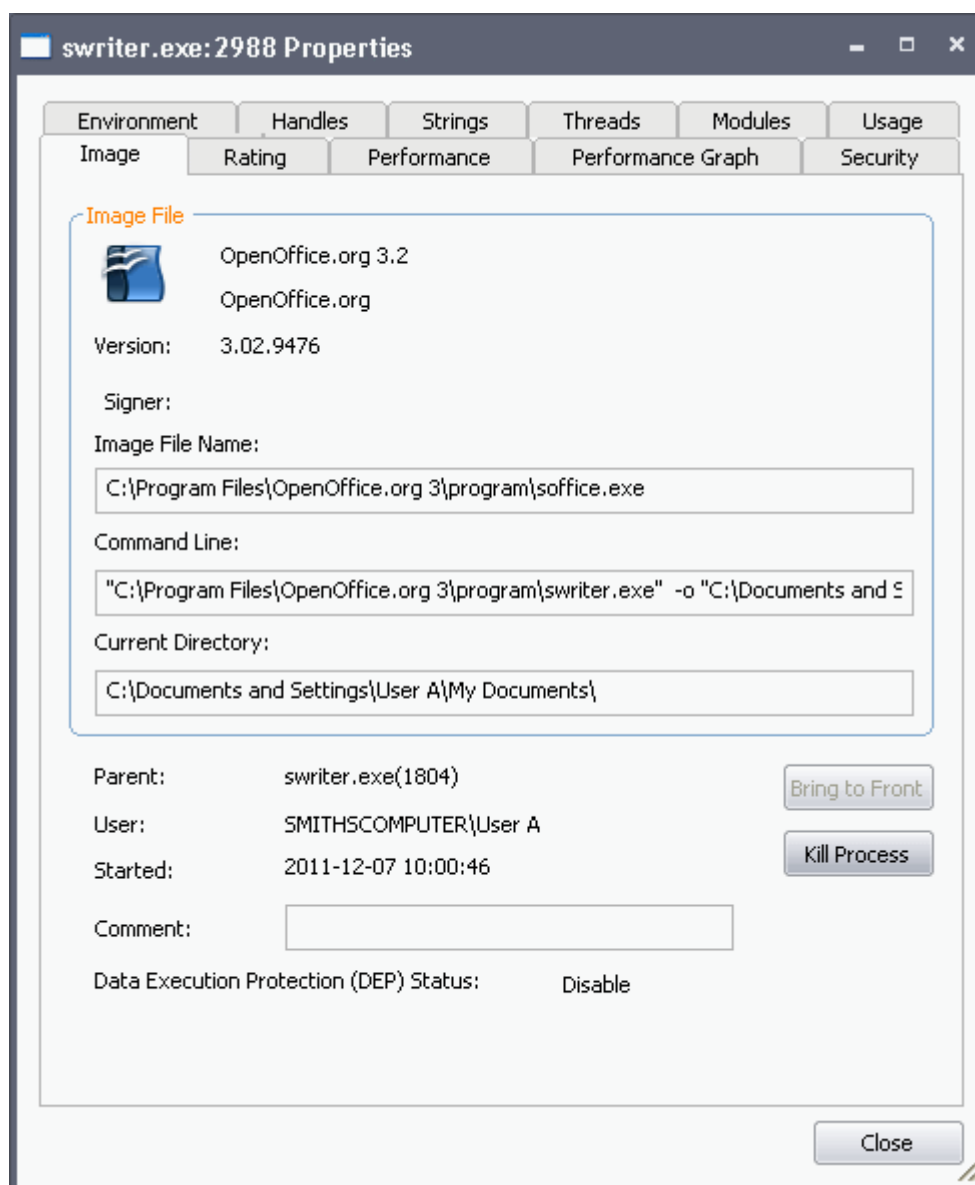 swriter.exe:2988 Properties
Environment Handles Strings Threads Modules Usage
Image Rating Performance Performance Graph Security
Image File
OpenOffice.org 3.2
OpenOffice.org
Version: 3.02.9476
Signer:
Image File Name:
C:\Program Files\OpenOffice.org 3\program\soffice.exe
Command Line:
"C:\Program Files\OpenOffice.org 3\program\swriter.exe" -o "C:\Documents and S
Current Directory:
C:\Documents and Settings\User A\My Documents\
Parent: swriter.exe(1804)
Bring to Front
User: SMITHSCOMPUTER\User A
Kill Process
Started: 2011-12-07 10:00:46
Comment:
Data Execution Protection (DEP) Status: Disable
Close